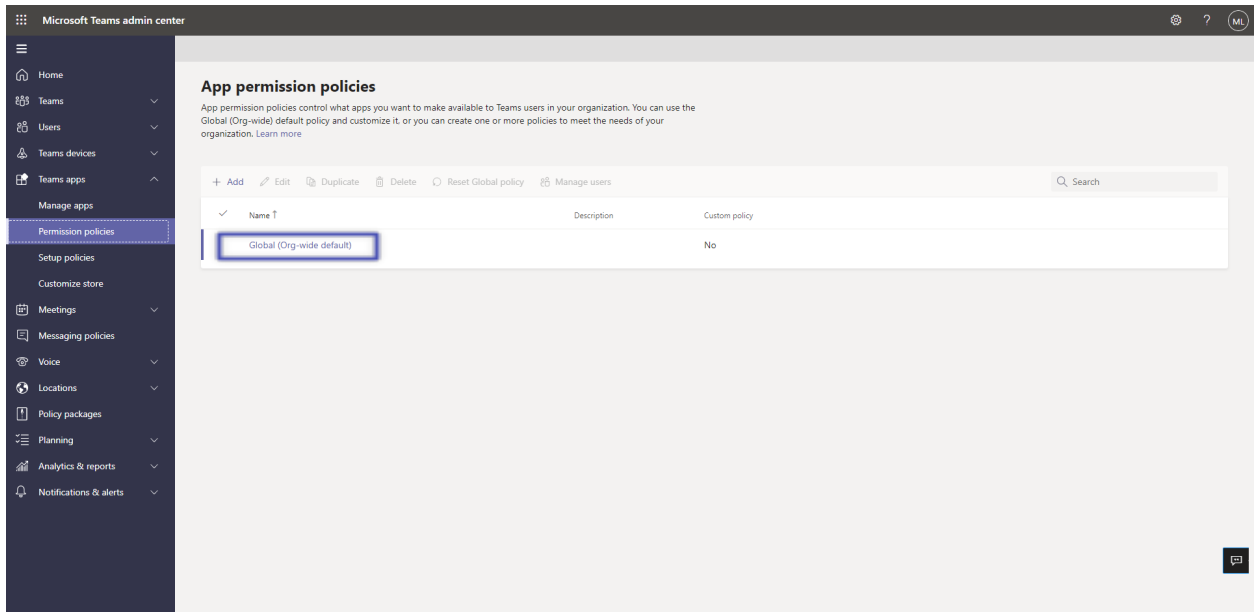 Microsoft Teams admin center
?
ML
Home
Teams
Users
Teams devices
Teams apps
Manage apps
Permission policies
Setup policies
Customize store
Meetings
Messaging policies
Voice
Locations
Policy packages
Planning
Analytics & reports
Notifications & alerts
App permission policies
App permission policies control what apps you want to make available to Teams users in your organization. You can use the
Global (Org-wide) default policy and customize it, or you can create one or more policies to meet the needs of your
organization. Learn more
+ Add Edit Duplicate Delete Reset Global policy Manage users
Search
Name ↑ Description Custom policy
Global (Org-wide default) No